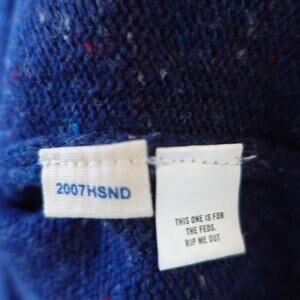 2007HSND
THIS ONE IS FOR
THE FEDS.
RIP ME OUT